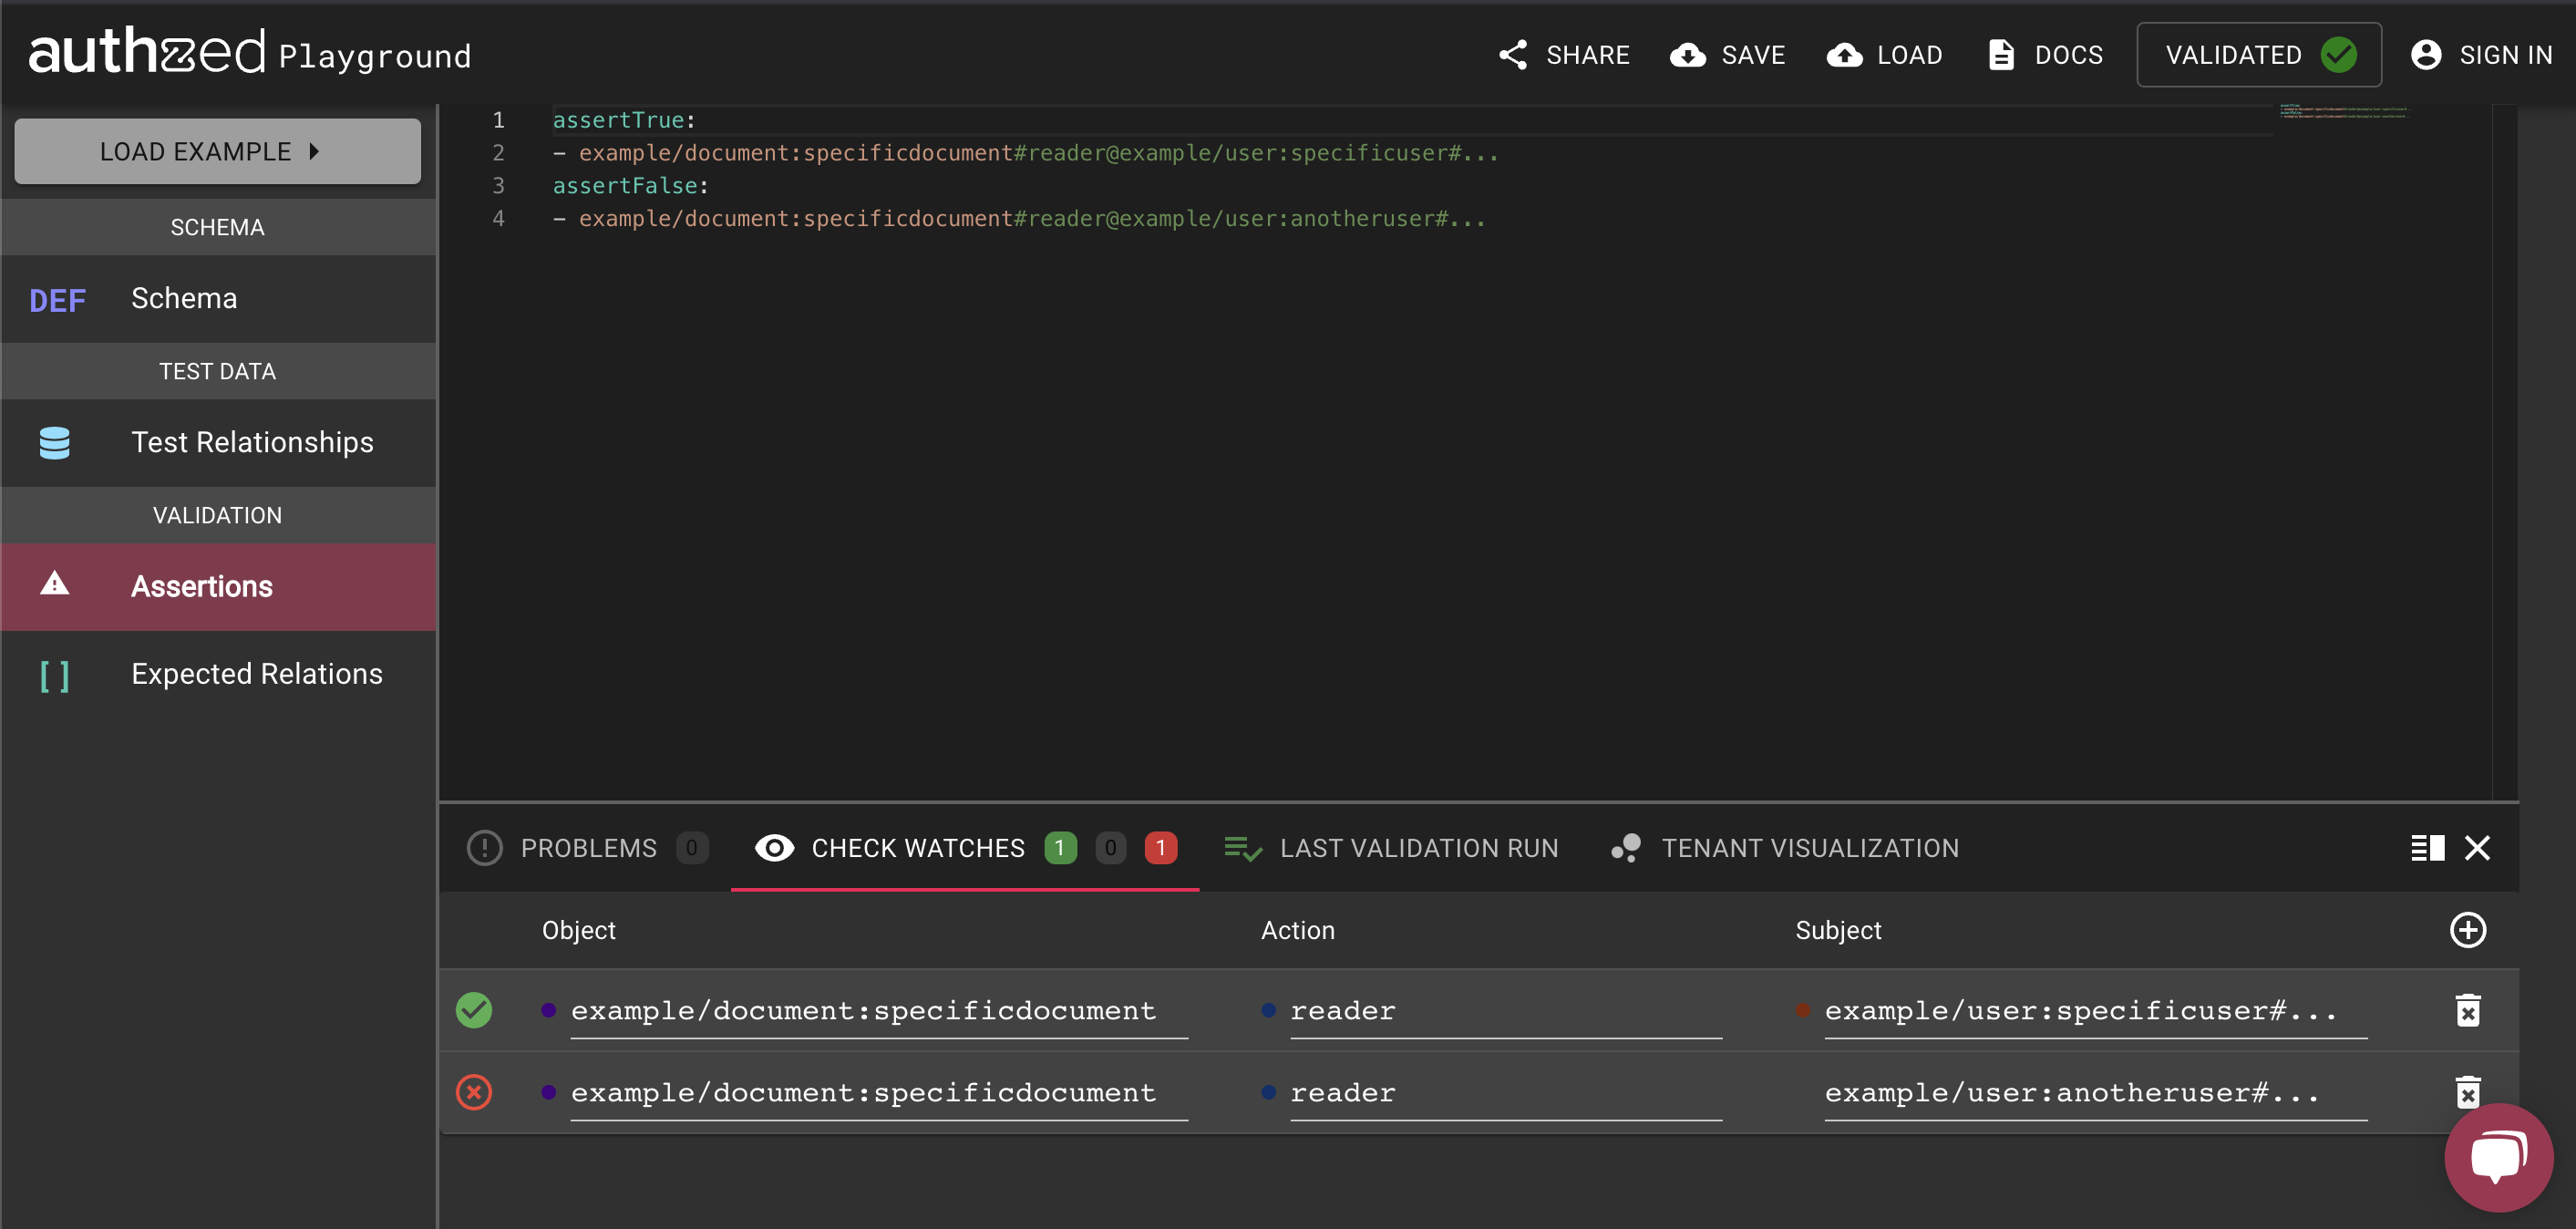 authzed Playground SHARE SAVE LOAD DOCS VALIDATED SIGN IN
LOAD EXAMPLE
SCHEMA
DEF Schema
TEST DATA
Test Relationships
VALIDATION
Assertions
[ ] Expected Relations
1 assertTrue:
2 - example/document:specificdocument#reader@example/user:specificuser#...
3 assertFalse:
4 - example/document:specificdocument#reader@example/user:anotheruser#...
PROBLEMS 0 CHECK WATCHES 1 0 1 LAST VALIDATION RUN TENANT VISUALIZATION
Object Action Subject
example/document:specificdocument reader example/user:specificuser#...
example/document:specificdocument reader example/user:anotheruser#...